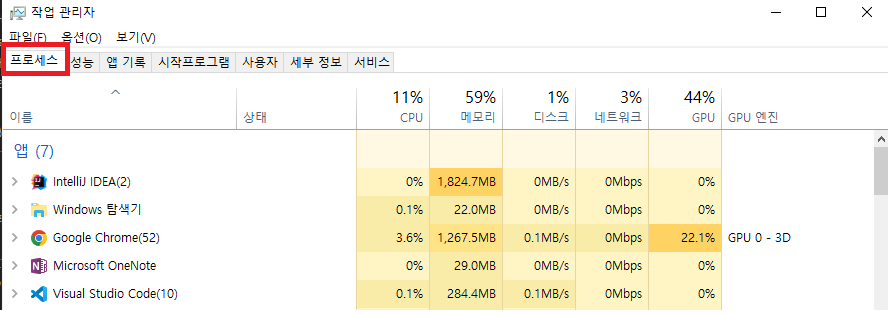 작업 관리자
파일(F) 옵션(O) 보기(V)
프로세스 성능 앱 기록 시작프로그램 사용자 세부 정보 서비스
11% 59% 1% 3% 44%
이름 상태 CPU 메모리 디스크 네트워크 GPU GPU 엔진
앱 (7)
IntelliJ IDEA(2) 0% 1,824.7MB 0MB/s 0Mbps 0%
Windows 탐색기 0.1% 22.0MB 0MB/s 0Mbps 0%
Google Chrome(52) 3.6% 1,267.5MB 0.1MB/s 0Mbps 22.1% GPU 0 - 3D
Microsoft OneNote 0% 29.0MB 0MB/s 0Mbps 0%
Visual Studio Code(10) 0.1% 284.4MB 0.1MB/s 0Mbps 0%